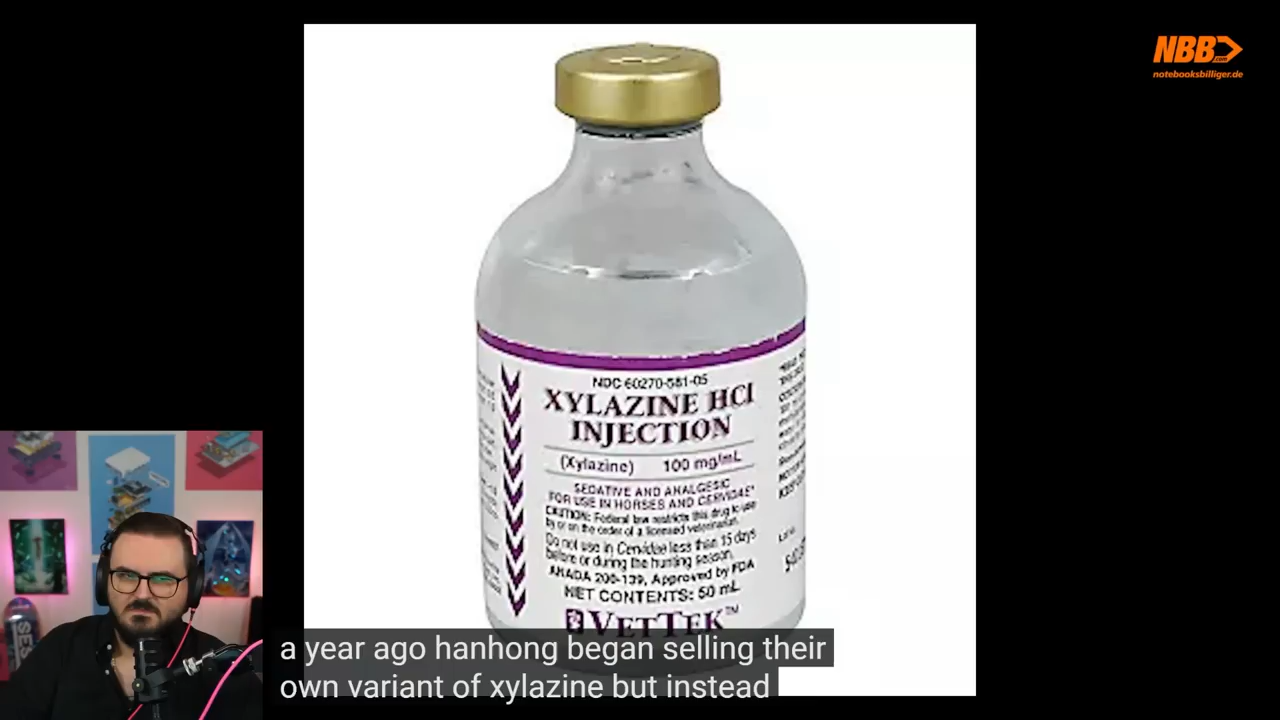 NBB.com
notebooksbilliger.de
NDC 60270-581-05
XYLAZINE HCl
INJECTION
(Xylazine) 100 mg/mL
SEDATIVE AND ANALGESIC
FOR USE IN HORSES AND CERVIDAE
CAUTION: Federal law restricts this drug to use
by or on the order of a licensed veterinarian.
Do not use in Cervidae less than 15 days
before or during the hunting season.
ANADA 200-139, Approved by FDA
NET CONTENTS: 50 mL
VETTEK™
a year ago hanhong began selling their
own variant of xylazine but instead